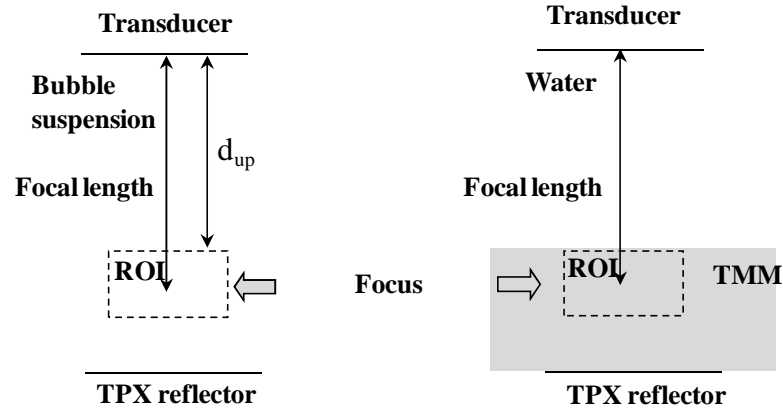 Transducer
Bubble
suspension
d_up
Focal length
ROI
TPX reflector
Focus
Transducer
Water
Focal length
ROI
TMM
TPX reflector